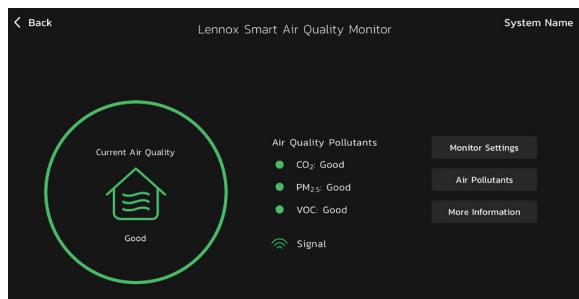 Back
Lennox Smart Air Quality Monitor
System Name
Current Air Quality
Good
Air Quality Pollutants
CO₂: Good
PM₂.₅: Good
VOC: Good
Signal
Monitor Settings
Air Pollutants
More Information